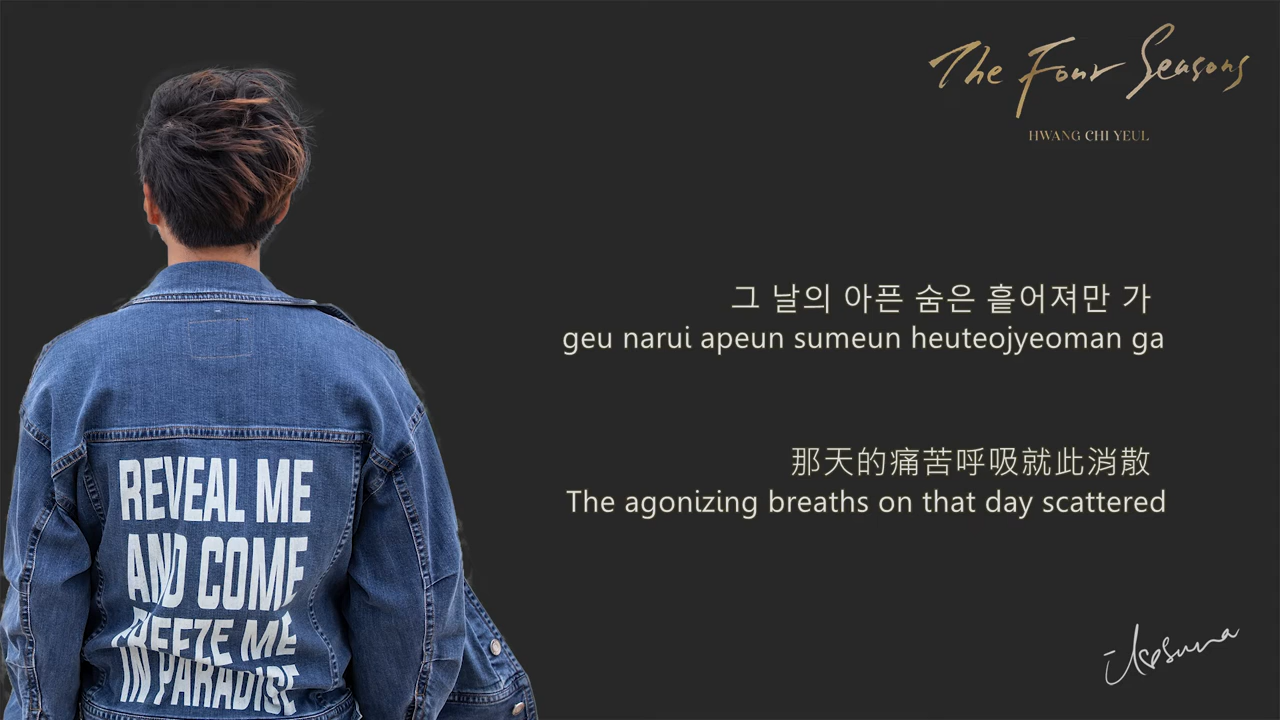 The Four Seasons
HWANG CHI YEUL
그 날의 아픈 숨은 흩어져만 가
geu narui apeun sumeun heuteojyeoman ga
那天的痛苦呼吸就此消散
The agonizing breaths on that day scattered
REVEAL ME
AND COME
FREEZE ME
IN PARADISE